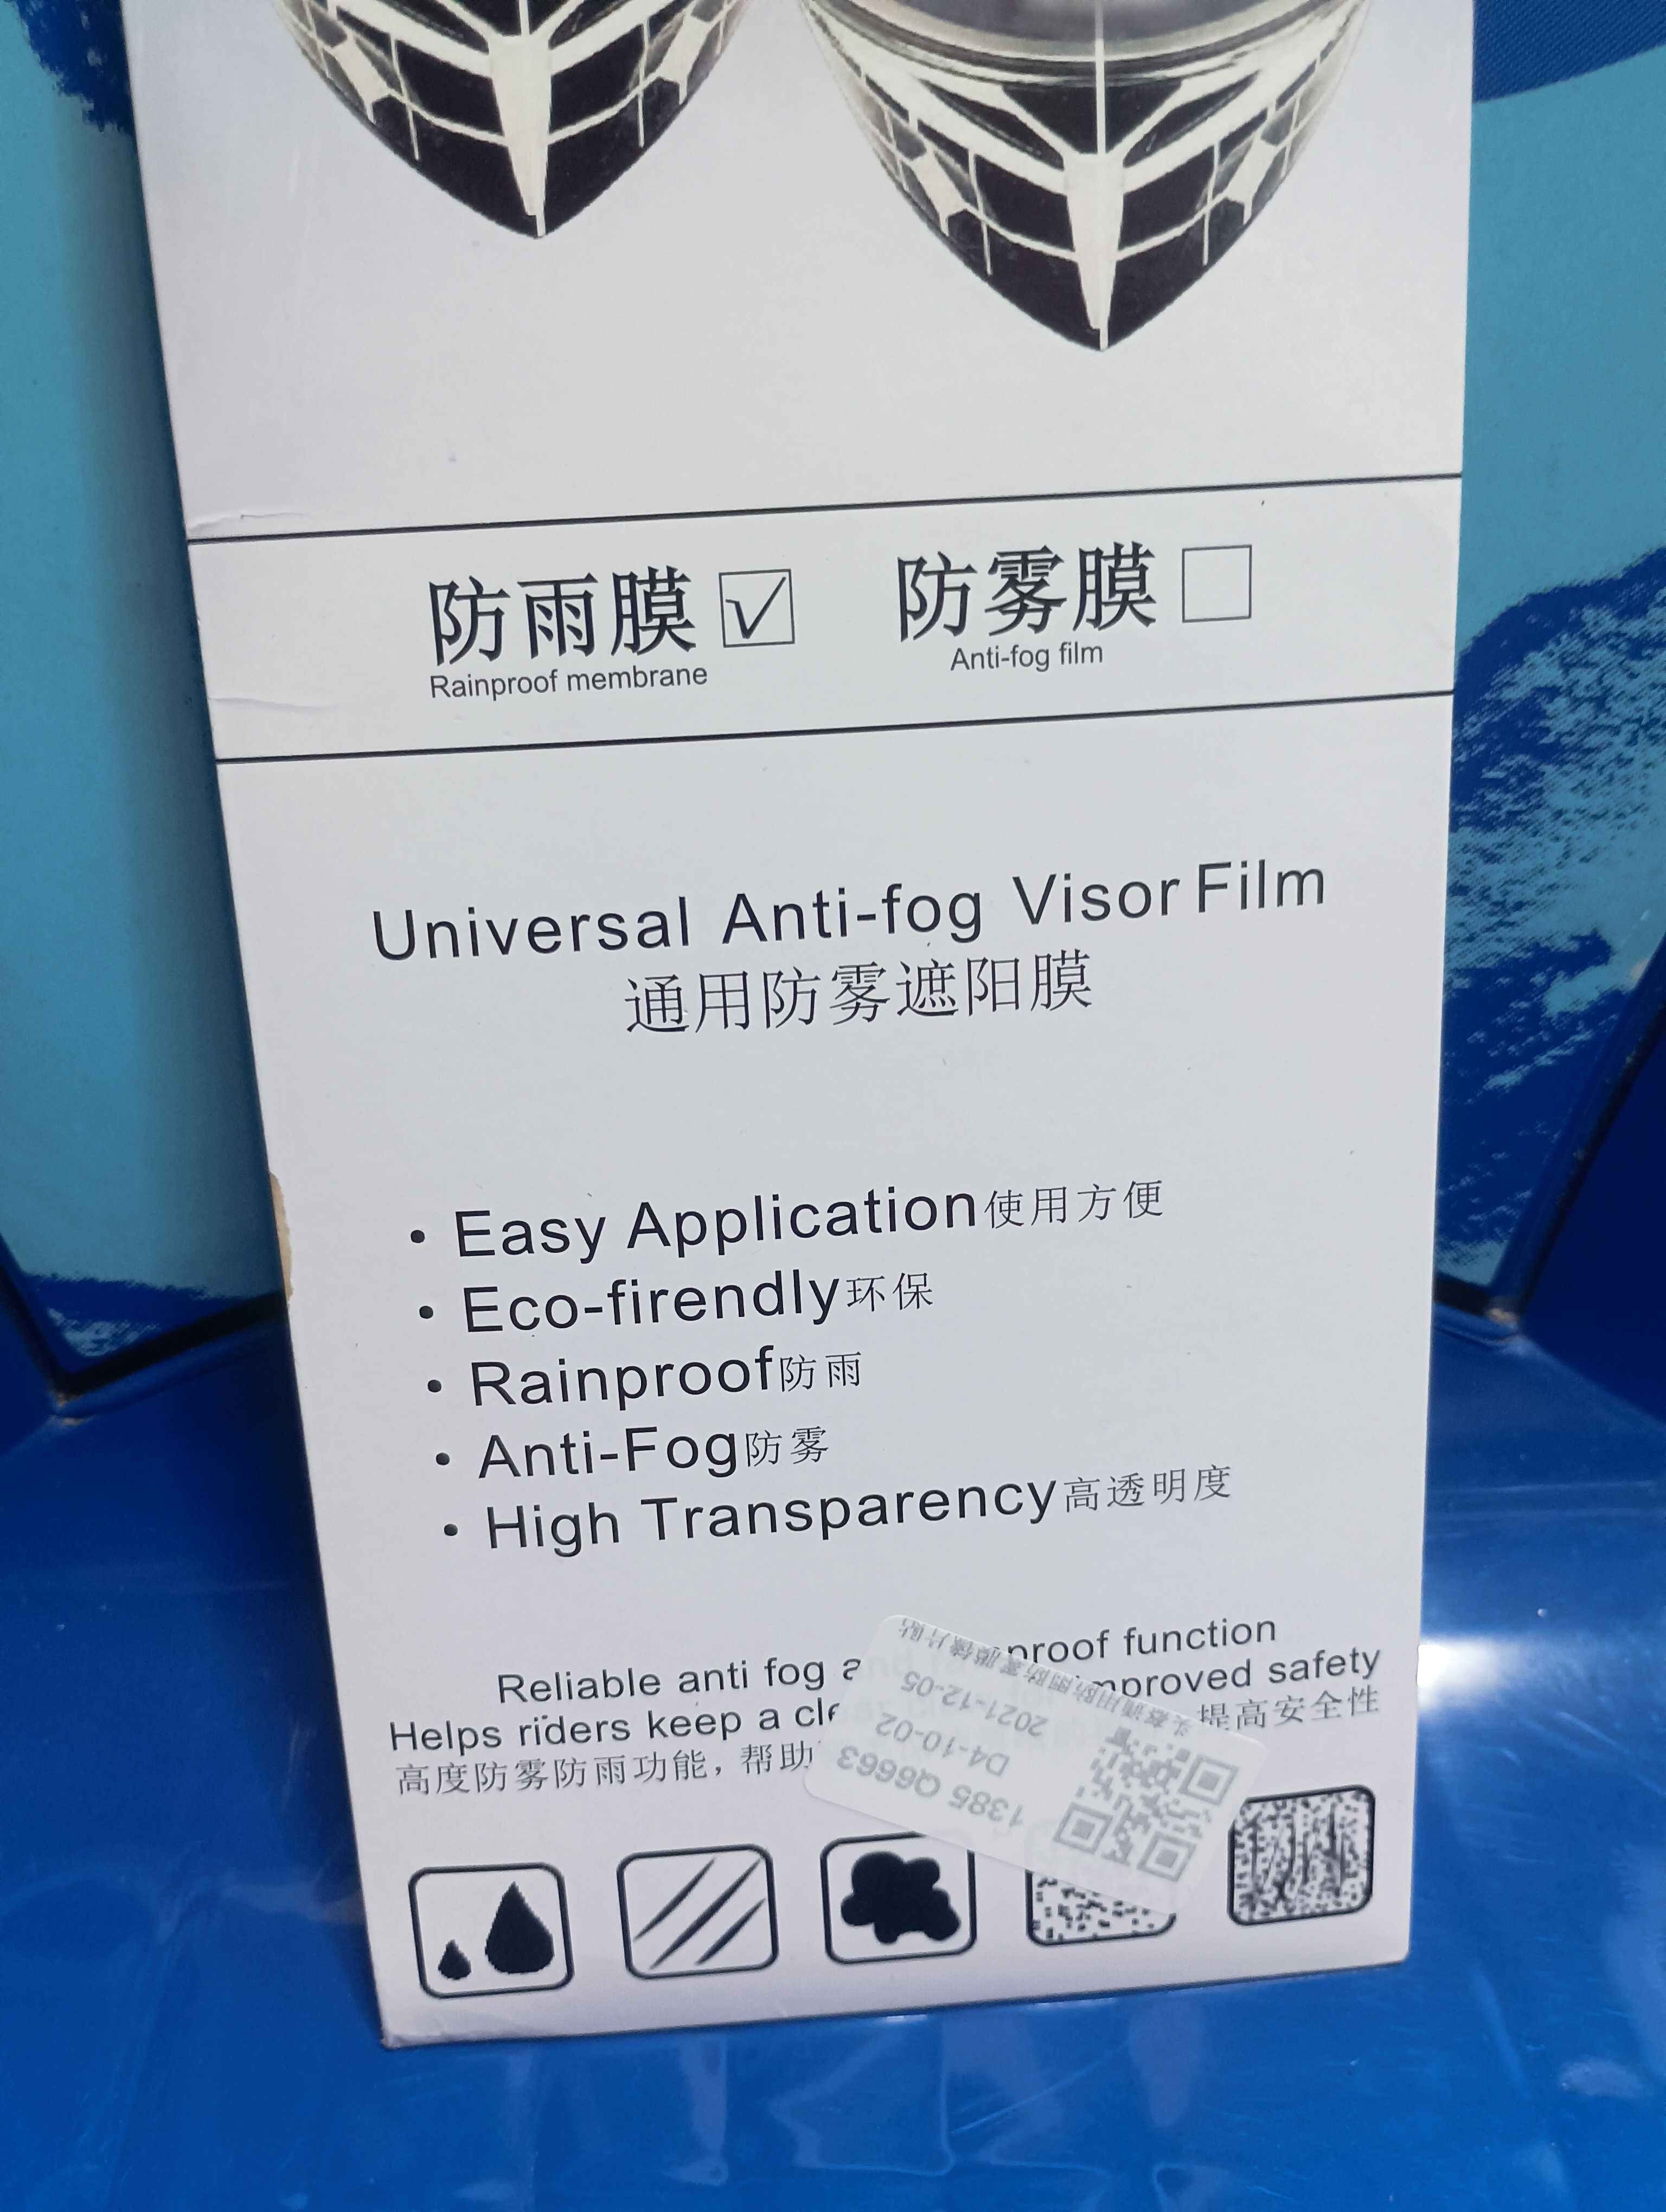 防雨膜
Rainproof membrane
防雾膜
Anti-fog film
Universal Anti-fog Visor Film
通用防雾遮阳膜
• Easy Application使用方便
• Eco-firendly环保
• Rainproof防雨
• Anti-Fog防雾
• High Transparency高透明度
Reliable anti fog and proof function
Helps riders keep a improved safety
高度防雾防雨功能，帮助 提高安全性
2021-12-05
D4-10-02
1385 Q6663